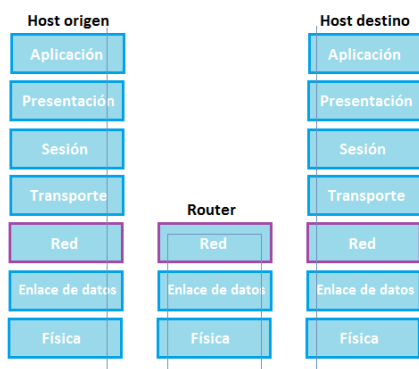 Host origen
Host destino
Aplicación
Aplicación
Presentación
Presentación
Sesión
Sesión
Transporte
Transporte
Router
Red
Red
Red
Enlace de datos
Enlace de datos
Enlace de datos
Física
Física
Física